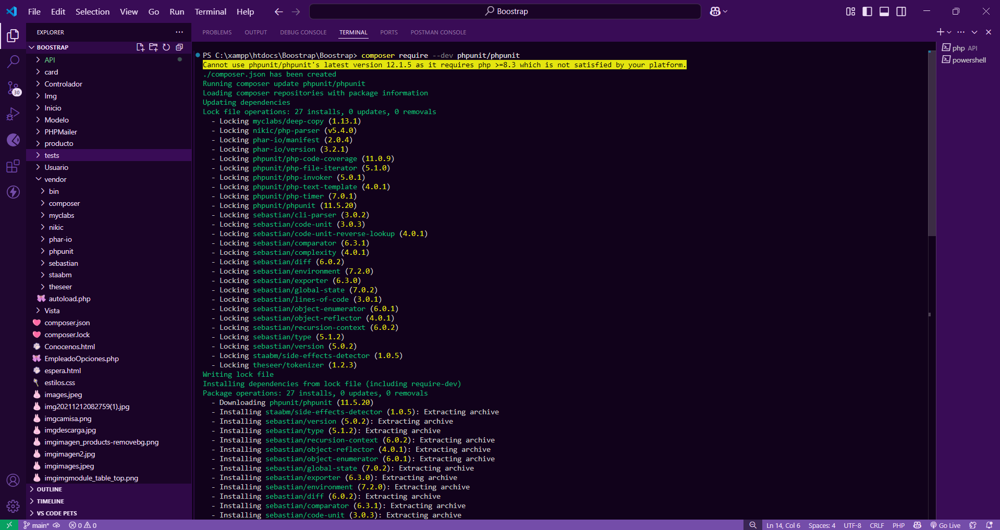 File Edit Selection View Go Run Terminal Help
Boostrap
EXPLORER
BOOSTRAP
API
card
Controlador
Img
Inicio
Modelo
PHPMailer
producto
tests
Usuario
vendor
bin
composer
myclabs
nikic
phar-io
phpunit
sebastian
staabm
theseer
autoload.php
Vista
composer.json
composer.lock
Conocenos.html
EmpleadoOpciones.php
espera.html
estilos.css
images.jpeg
img20211212082759(1).jpg
imgcamisa.png
imgdescarga.jpg
imgimagen_products-removebg.png
imgimagen2.jpg
imgimages.jpeg
imgimgmodule_table_top.png
OUTLINE
TIMELINE
VS CODE PETS
30
PROBLEMS OUTPUT DEBUG CONSOLE TERMINAL PORTS POSTMAN CONSOLE
PS C:\xampp\htdocs\Boostrap\Boostrap> composer require --dev phpunit/phpunit
Cannot use phpunit/phpunit's latest version 12.1.5 as it requires php >=8.3 which is not satisfied by your platform.
./composer.json has been created
Running composer update phpunit/phpunit
Loading composer repositories with package information
Updating dependencies
Lock file operations: 27 installs, 0 updates, 0 removals
- Locking myclabs/deep-copy (1.13.1)
- Locking nikic/php-parser (v5.4.0)
- Locking phar-io/manifest (2.0.4)
- Locking phar-io/version (3.2.1)
- Locking phpunit/php-code-coverage (11.0.9)
- Locking phpunit/php-file-iterator (5.1.0)
- Locking phpunit/php-invoker (5.0.1)
- Locking phpunit/php-text-template (4.0.1)
- Locking phpunit/php-timer (7.0.1)
- Locking phpunit/phpunit (11.5.20)
- Locking sebastian/cli-parser (3.0.2)
- Locking sebastian/code-unit (3.0.3)
- Locking sebastian/code-unit-reverse-lookup (4.0.1)
- Locking sebastian/comparator (6.3.1)
- Locking sebastian/complexity (4.0.1)
- Locking sebastian/diff (6.0.2)
- Locking sebastian/environment (7.2.0)
- Locking sebastian/exporter (6.3.0)
- Locking sebastian/global-state (7.0.2)
- Locking sebastian/lines-of-code (3.0.1)
- Locking sebastian/object-enumerator (6.0.1)
- Locking sebastian/object-reflector (4.0.1)
- Locking sebastian/recursion-context (6.0.2)
- Locking sebastian/type (5.1.2)
- Locking sebastian/version (5.0.2)
- Locking staabm/side-effects-detector (1.0.5)
- Locking theseer/tokenizer (1.2.3)
Writing lock file
Installing dependencies from lock file (including require-dev)
Package operations: 27 installs, 0 updates, 0 removals
- Downloading phpunit/phpunit (11.5.20)
- Installing staabm/side-effects-detector (1.0.5): Extracting archive
- Installing sebastian/version (5.0.2): Extracting archive
- Installing sebastian/type (5.1.2): Extracting archive
- Installing sebastian/recursion-context (6.0.2): Extracting archive
- Installing sebastian/object-reflector (4.0.1): Extracting archive
- Installing sebastian/object-enumerator (6.0.1): Extracting archive
- Installing sebastian/global-state (7.0.2): Extracting archive
- Installing sebastian/exporter (6.3.0): Extracting archive
- Installing sebastian/environment (7.2.0): Extracting archive
- Installing sebastian/diff (6.0.2): Extracting archive
- Installing sebastian/comparator (6.3.1): Extracting archive
- Installing sebastian/code-unit (3.0.3): Extracting archive
php API
powershell
main* 0 0 Ln 14, Col 6 Spaces: 4 UTF-8 CRLF PHP Go Live